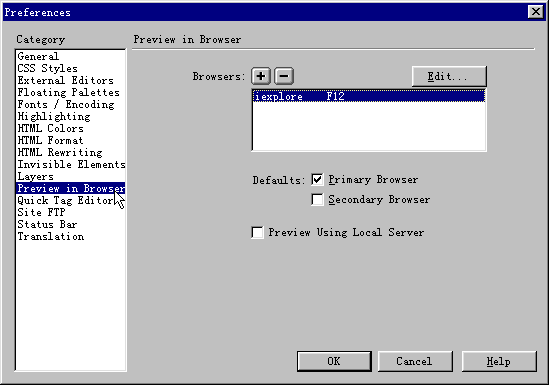 Preferences
Category
General
CSS Styles
External Editors
Floating Palettes
Fonts / Encoding
Highlighting
HTML Colors
HTML Format
HTML Rewriting
Invisible Elements
Layers
Preview in Browser
Quick Tag Editor
Site FTP
Status Bar
Translation
Preview in Browser
Browsers: + − Edit...
iexplore F12
Defaults: Primary Browser
Secondary Browser
Preview Using Local Server
OK Cancel Help